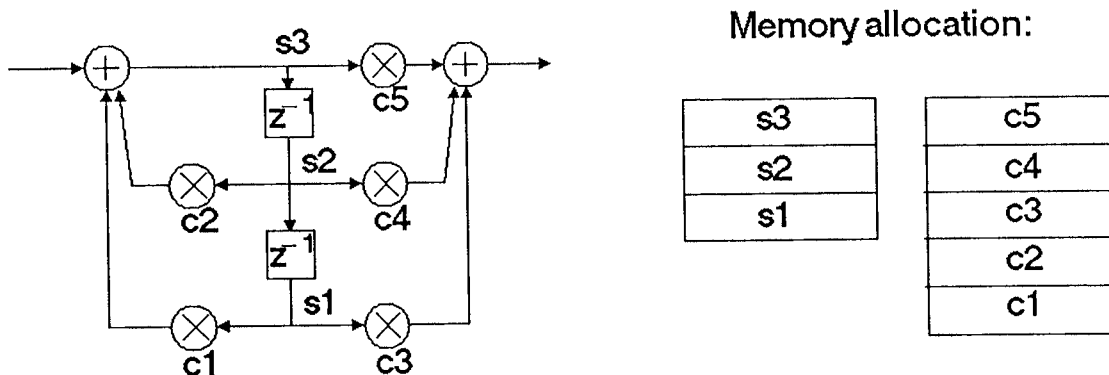 Memory allocation:
s3
c5
z⁻¹
s2
c2
c4
z⁻¹
s1
c1
c3
s3
s2
s1
c5
c4
c3
c2
c1